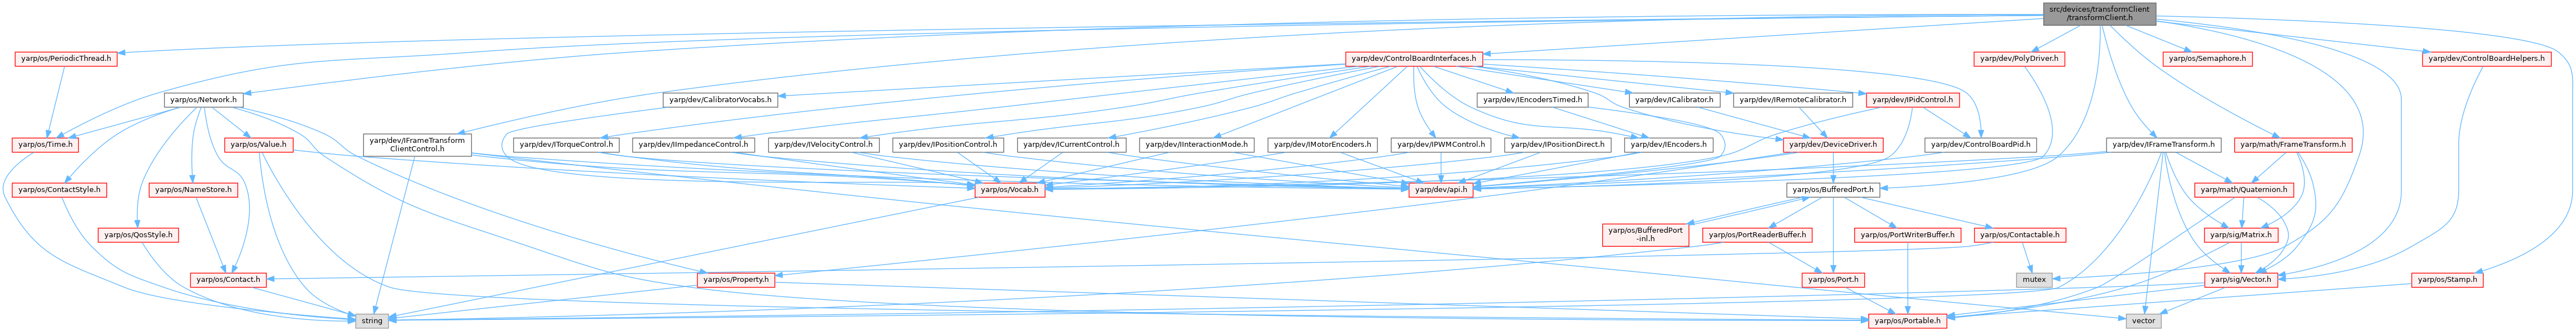 src/devices/transformClient
/transformClient.h
yarp/os/PeriodicThread.h
yarp/dev/ControlBoardInterfaces.h
yarp/dev/PolyDriver.h
yarp/os/Semaphore.h
yarp/dev/ControlBoardHelpers.h
yarp/os/Network.h
yarp/dev/CalibratorVocabs.h
yarp/dev/IEncodersTimed.h
yarp/dev/ICalibrator.h
yarp/dev/IRemoteCalibrator.h
yarp/dev/IPidControl.h
yarp/os/Time.h
yarp/os/Value.h
yarp/dev/IFrameTransform
ClientControl.h
yarp/dev/ITorqueControl.h
yarp/dev/IImpedanceControl.h
yarp/dev/IVelocityControl.h
yarp/dev/IPositionControl.h
yarp/dev/ICurrentControl.h
yarp/dev/IInteractionMode.h
yarp/dev/IMotorEncoders.h
yarp/dev/IPWMControl.h
yarp/dev/IPositionDirect.h
yarp/dev/IEncoders.h
yarp/dev/DeviceDriver.h
yarp/dev/ControlBoardPid.h
yarp/dev/IFrameTransform.h
yarp/math/FrameTransform.h
yarp/os/ContactStyle.h
yarp/os/NameStore.h
yarp/os/Vocab.h
yarp/dev/api.h
yarp/os/BufferedPort.h
yarp/math/Quaternion.h
yarp/os/QosStyle.h
yarp/os/BufferedPort
-inl.h
yarp/os/PortReaderBuffer.h
yarp/os/PortWriterBuffer.h
yarp/os/Contactable.h
yarp/sig/Matrix.h
yarp/os/Contact.h
yarp/os/Property.h
yarp/os/Port.h
mutex
yarp/sig/Vector.h
yarp/os/Stamp.h
string
yarp/os/Portable.h
vector